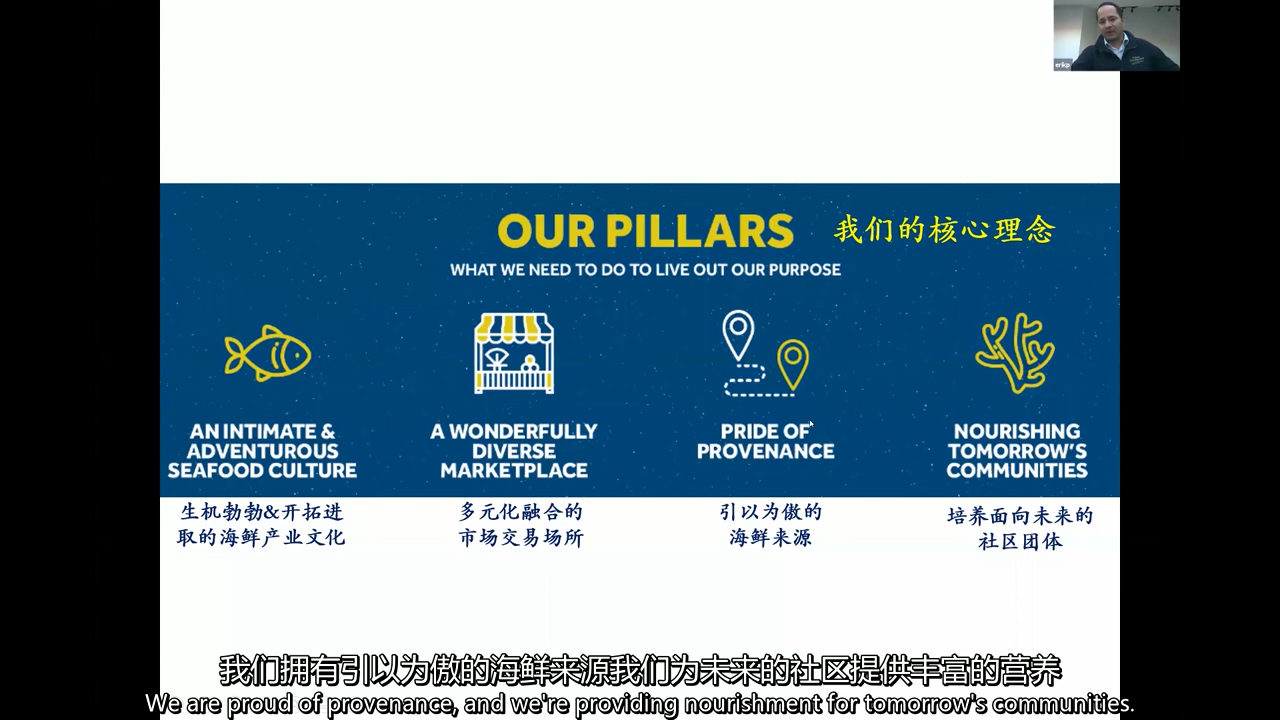 erikp
OUR PILLARS 我们的核心理念
WHAT WE NEED TO DO TO LIVE OUT OUR PURPOSE
AN INTIMATE &
ADVENTUROUS
SEAFOOD CULTURE
A WONDERFULLY
DIVERSE
MARKETPLACE
PRIDE OF
PROVENANCE
NOURISHING
TOMORROW'S
COMMUNITIES
生机勃勃&开拓进
取的海鲜产业文化
多元化融合的
市场交易场所
引以为傲的
海鲜来源
培养面向未来的
社区团体
我们拥有引以为傲的海鲜来源我们为未来的社区提供丰富的营养
We are proud of provenance, and we're providing nourishment for tomorrow's communities.